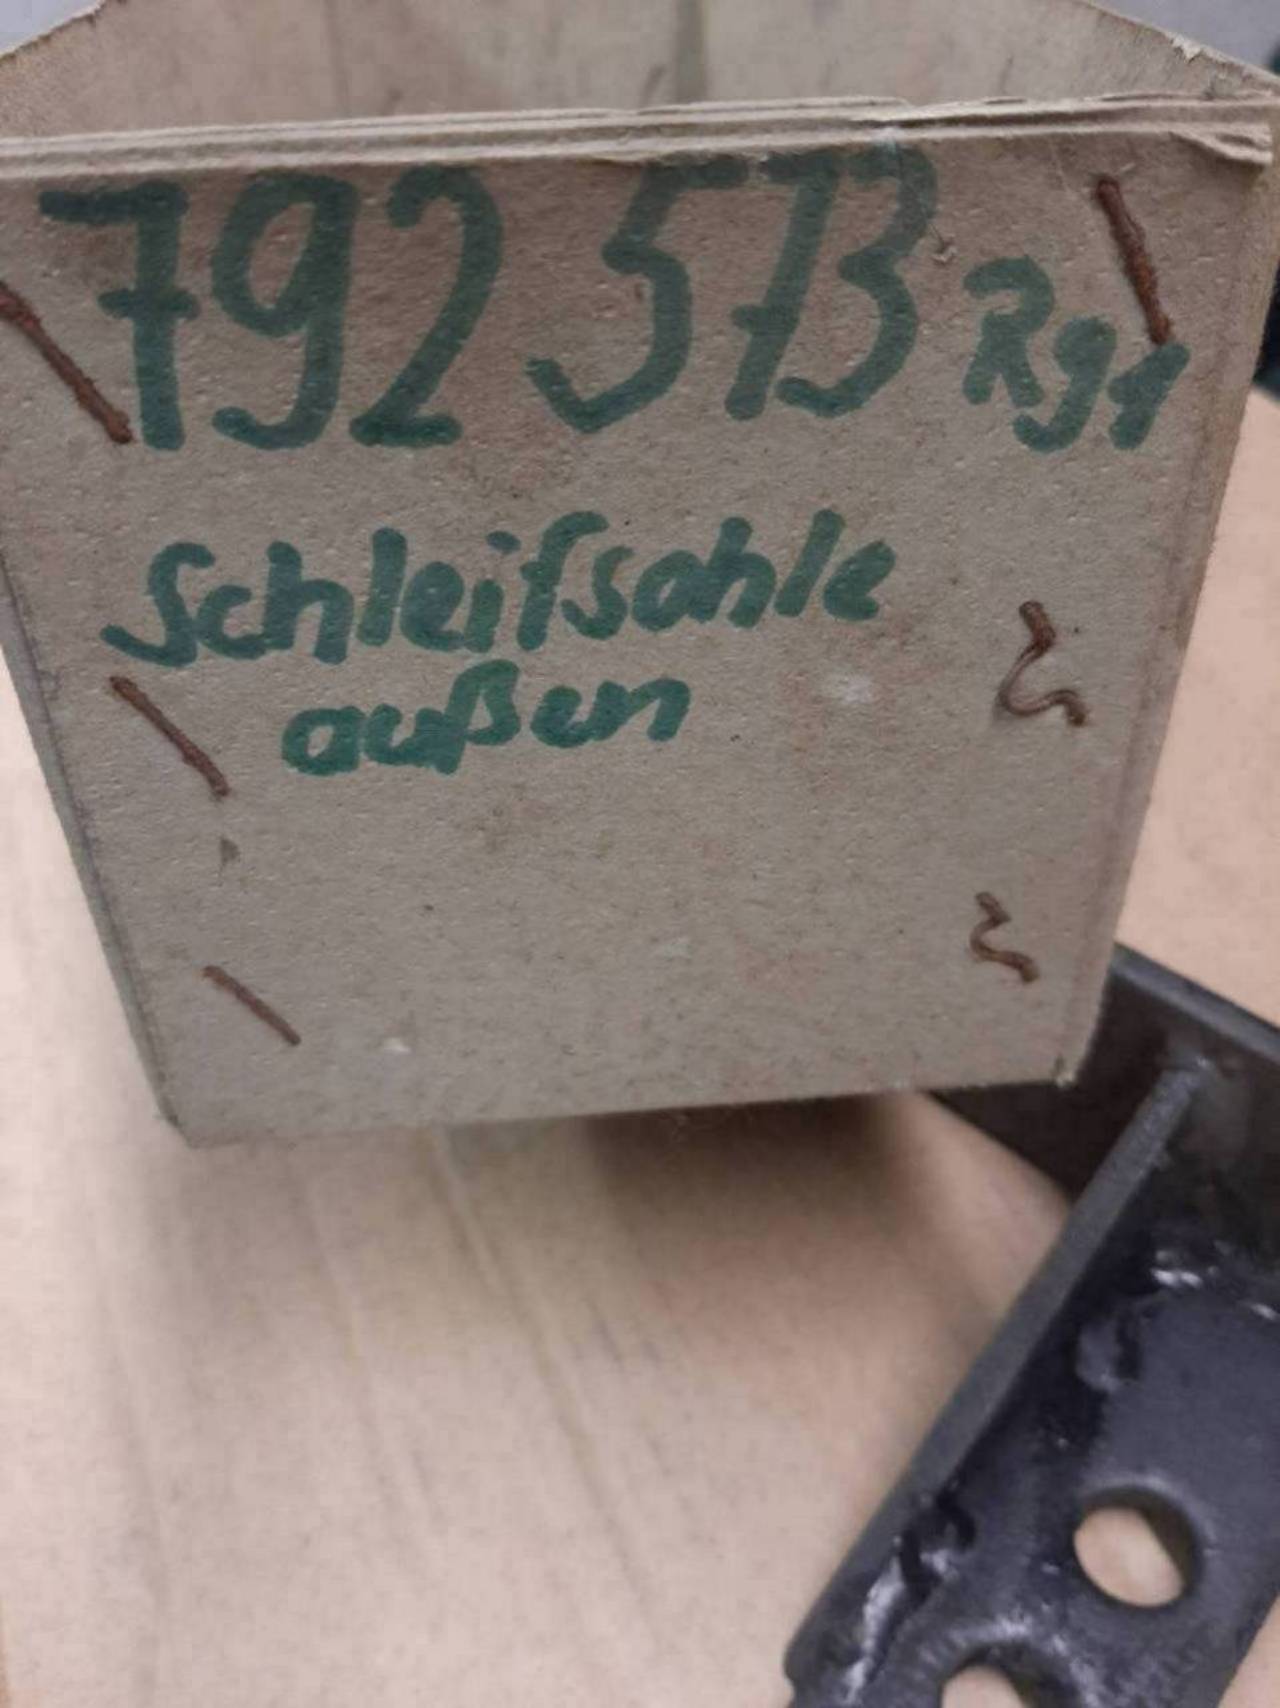 792 573 Rg1
Schleifsohle
außen